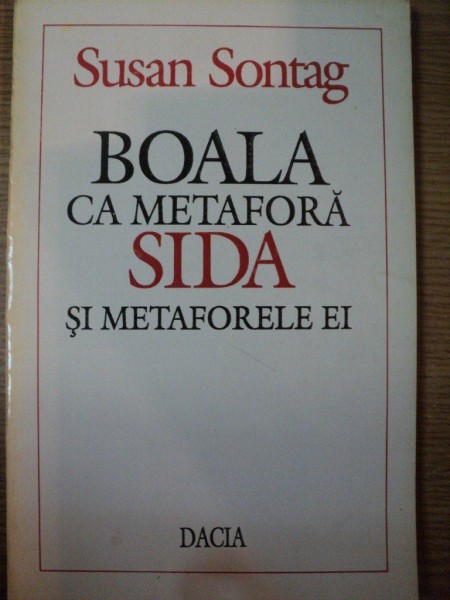 Susan Sontag
BOALA
CA METAFORĂ
SIDA
ŞI METAFORELE EI
DACIA